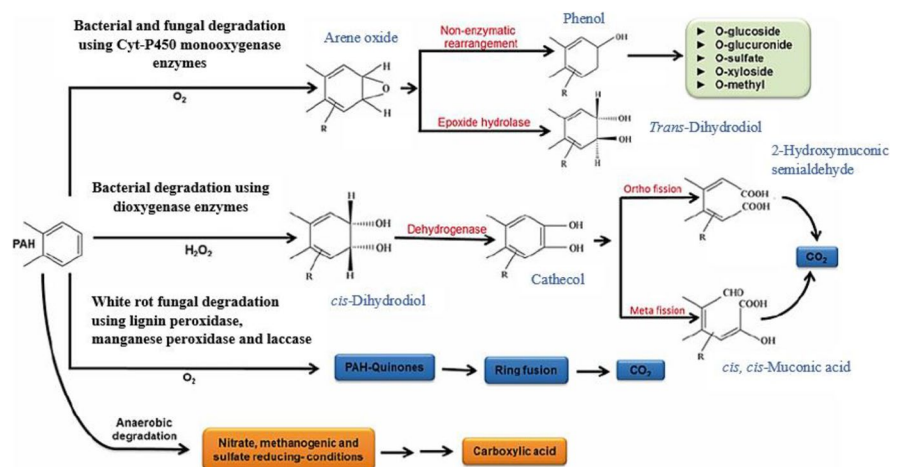 Bacterial and fungal degradation
using Cyt-P450 monooxygenase
enzymes
O₂
Arene oxide
H
O
H
R
Non-enzymatic
rearrangement
Phenol
OH
R
➤ O-glucoside
➤ O-glucuronide
➤ O-sulfate
➤ O-xyloside
➤ O-methyl
Epoxide hydrolase
H
OH
OH
H
R
Trans-Dihydrodiol
PAH
Bacterial degradation using
dioxygenase enzymes
H₂O₂
H
OH
OH
H
R
cis-Dihydrodiol
Dehydrogenase
OH
OH
R
Cathecol
Ortho fission
2-Hydroxymuconic
semialdehyde
COOH
COOH
R
CO₂
Meta fission
CHO
COOH
OH
R
cis, cis-Muconic acid
White rot fungal degradation
using lignin peroxidase,
manganese peroxidase and laccase
O₂
PAH-Quinones
Ring fusion
CO₂
Anaerobic
degradation
Nitrate, methanogenic and
sulfate reducing- conditions
Carboxylic acid